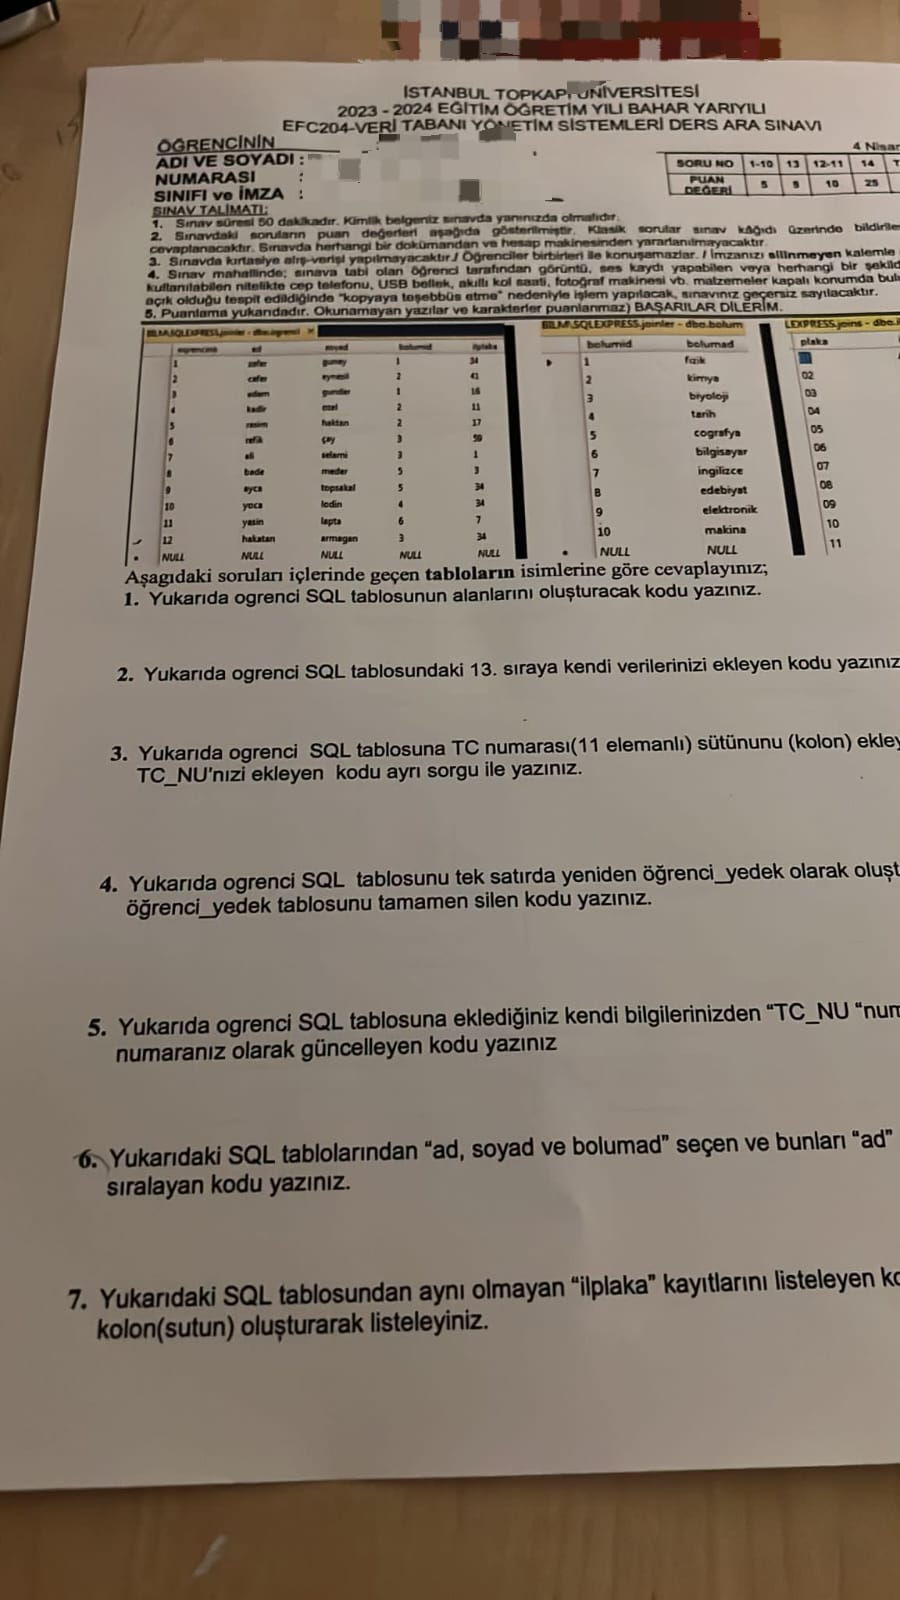 İSTANBUL TOPKAPI ÜNİVERSİTESİ
2023 - 2024 EĞİTİM ÖĞRETİM YILI BAHAR YARIYILI
EFC204-VERİ TABANI YÖNETİM SİSTEMLERİ DERS ARA SINAVI
4 Nisan
ÖĞRENCİNİN
ADI VE SOYADI :
NUMARASI :
SINIFI ve İMZA :
SORU NO 1-10 13 12-11 14 T
PUAN DEĞERİ 5 5 10 25
SINAV TALİMATI:
1. Sınav süresi 50 dakikadır. Kimlik belgeniz sınavda yanınızda olmalıdır.
2. Sınavdaki soruların puan değerleri aşağıda gösterilmiştir. Klasik sorular sınav kâğıdı üzerinde bildirile
cevaplanacaktır. Sınavda herhangi bir dokümandan ve hesap makinesinden yararlanılmayacaktır.
3. Sınavda kırtasiye alış-verişi yapılmayacaktır./ Öğrenciler birbirleri ile konuşamazlar. / İmzanızı silinmeyen kalemle
4. Sınav mahallinde; sınava tabi olan öğrenci tarafından görüntü, ses kaydı yapabilen veya herhangi bir şekild
kullanılabilen nitelikte cep telefonu, USB bellek, akıllı kol saati, fotoğraf makinesi vb. malzemeler kapalı konumda bul
açık olduğu tespit edildiğinde "kopyaya teşebbüs etme" nedeniyle işlem yapılacak, sınavınız geçersiz sayılacaktır.
5. Puanlama yukarıdadır. Okunamayan yazılar ve karakterler puanlanmaz) BAŞARILAR DİLERİM.
BILM\SQLEXPRESS.joinler - dbo.ogrenci
ogrenciid ad soyad bolumid ilplaka
1 zafer guney 1 34
2 cafer eynesil 2 41
3 adem gundler 1 16
4 kadir ozel 2 11
5 rasim haktan 2 17
6 refik çay 3 59
7 ali selami 3 1
8 bade meder 5 3
9 ayca topsakal 5 34
10 yoca lodin 4 34
11 yasin lapta 6 7
12 hakatan armagan 3 34
NULL NULL NULL NULL NULL
BILM\SQLEXPRESS.joinler - dbo.bolum
bolumid bolumad
1 fizik
2 kimya
3 biyoloji
4 tarih
5 cografya
6 bilgisayar
7 ingilizce
8 edebiyat
9 elektronik
10 makina
NULL NULL
LEXPRESS.joins - dbo.i
plaka
02
03
04
05
06
07
08
09
10
11
Aşagıdaki soruları içlerinde geçen tabloların isimlerine göre cevaplayınız;
1. Yukarıda ogrenci SQL tablosunun alanlarını oluşturacak kodu yazınız.
2. Yukarıda ogrenci SQL tablosundaki 13. sıraya kendi verilerinizi ekleyen kodu yazınız
3. Yukarıda ogrenci SQL tablosuna TC numarası(11 elemanlı) sütününu (kolon) ekley
TC_NU'nizi ekleyen kodu ayrı sorgu ile yazınız.
4. Yukarıda ogrenci SQL tablosunu tek satırda yeniden öğrenci_yedek olarak oluşt
öğrenci_yedek tablosunu tamamen silen kodu yazınız.
5. Yukarıda ogrenci SQL tablosuna eklediğiniz kendi bilgilerinizden “TC_NU “num
numaranız olarak güncelleyen kodu yazınız
6. Yukarıdaki SQL tablolarından “ad, soyad ve bolumad” seçen ve bunları “ad”
sıralayan kodu yazınız.
7. Yukarıdaki SQL tablosundan aynı olmayan “ilplaka” kayıtlarını listeleyen ko
kolon(sutun) oluşturarak listeleyiniz.